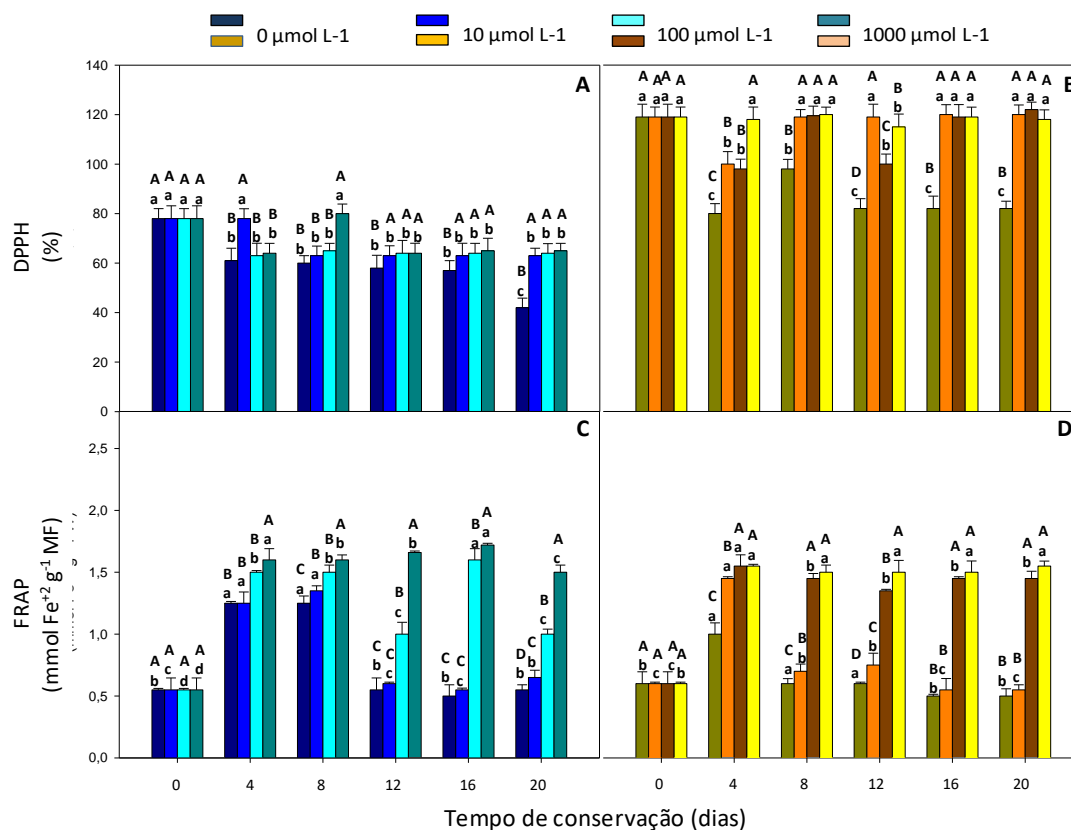 0 µmol L-1 10 µmol L-1 100 µmol L-1 1000 µmol L-1
DPPH
(%)
140
120
100
80
60
40
20
0
A
A A A A
a a a a
B A B B
b a b b
B B B A
b b b a
B A A A
b b b b
B A A A
b b b b
B A A A
c b b b
A A A A
a a a a
C B B A
c b b a
B A A A
b a a a
D A C B
c a b b
B A A A
c a a a
B A A A
c a a a
FRAP
(mmol Fe+2 g-1 MF)
2,5
2,0
1,5
1,0
0,5
0,0
C
A A A A
b c d d
B B B A
a a b a
C B B A
a a b b
C C B A
b c c b
C C B A
b c a a
D C B A
b b c c
D
A A A A
b c c b
C B A A
a b a a
C B A A
a b b a
D C B A
a b b a
B B A A
b c b a
B B A A
b c b a
0 4 8 12 16 20
0 4 8 12 16 20
Tempo de conservação (dias)